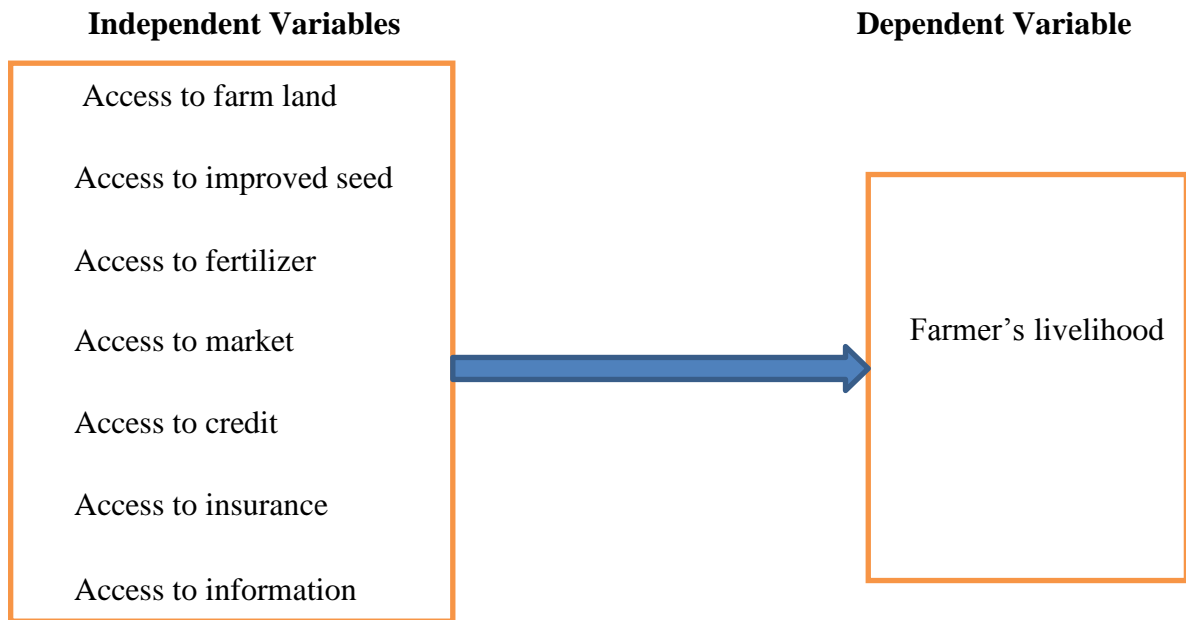 Independent Variables
Dependent Variable
Access to farm land
Access to improved seed
Access to fertilizer
Access to market
Access to credit
Access to insurance
Access to information
Farmer’s livelihood